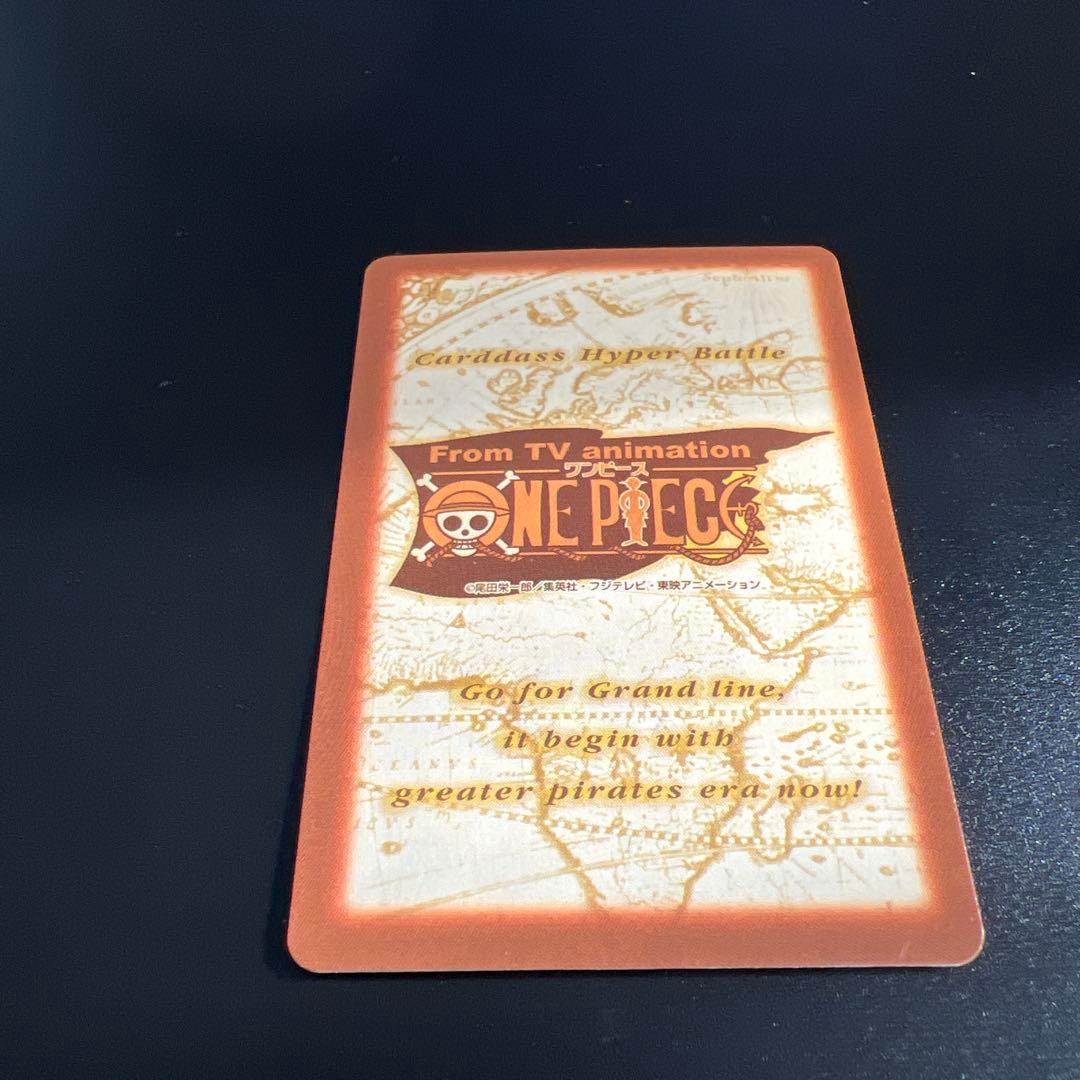 Carddass Hyper Battle
From TV animation
ワンピース
ONE PIECE
©尾田栄一郎/集英社・フジテレビ・東映アニメーション
Go for Grand line,
it begin with
greater pirates era now!